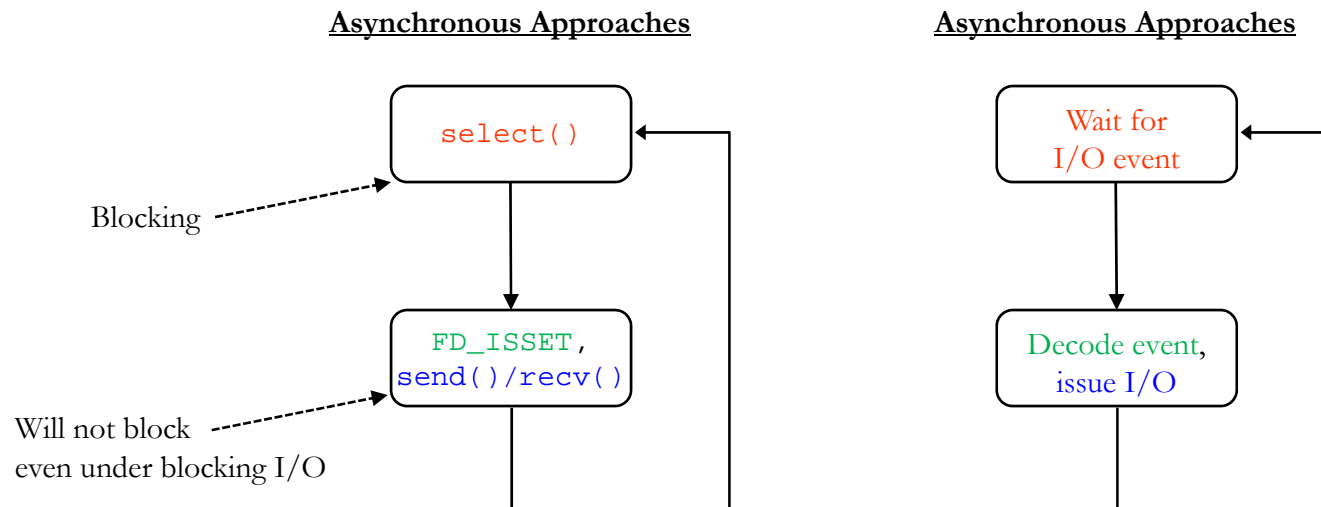 Asynchronous Approaches
select()
Blocking
FD_ISSET,
send()/recv()
Will not block
even under blocking I/O
Asynchronous Approaches
Wait for
I/O event
Decode event,
issue I/O